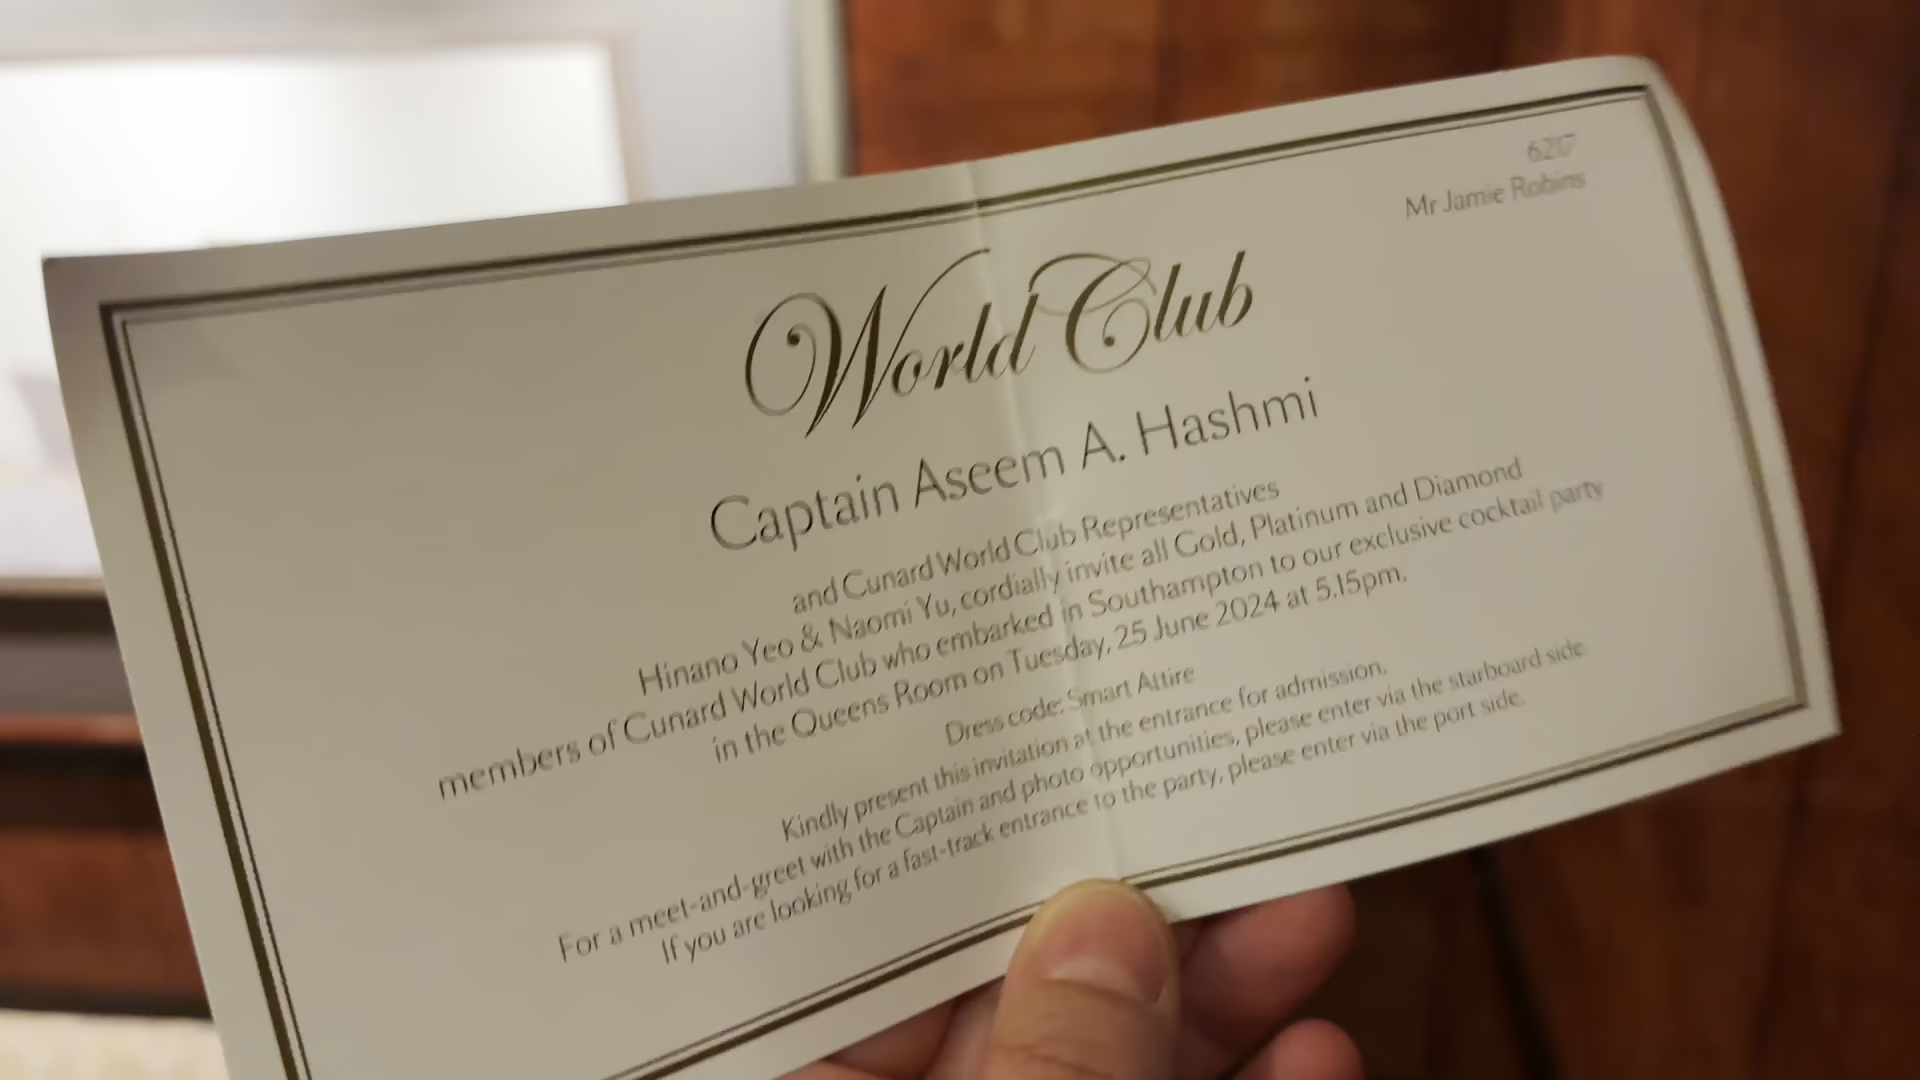 6217
Mr Jamie Robins
World Club
Captain Aseem A. Hashmi
and Cunard World Club Representatives
Hinano Yeo & Naomi Yu, cordially invite all Gold, Platinum and Diamond
members of Cunard World Club who embarked in Southampton to our exclusive cocktail party
in the Queens Room on Tuesday, 25 June 2024 at 5.15pm.
Dress code: Smart Attire
Kindly present this invitation at the entrance for admission.
For a meet-and-greet with the Captain and photo opportunities, please enter via the starboard side.
If you are looking for a fast-track entrance to the party, please enter via the port side.